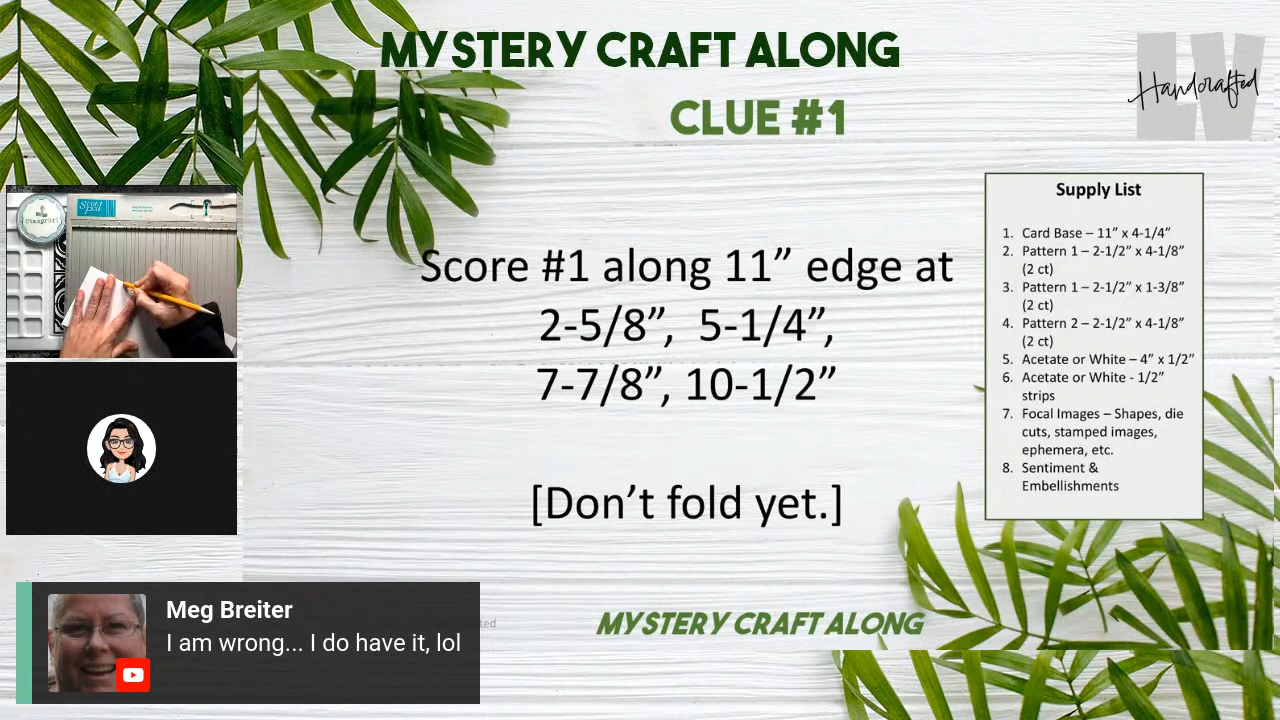 MYSTERY CRAFT ALONG
CLUE #1
Handcrafted
LV
Score #1 along 11” edge at
2-5/8”, 5-1/4”,
7-7/8”, 10-1/2”
[Don’t fold yet.]
Supply List
1. Card Base – 11” x 4-1/4”
2. Pattern 1 – 2-1/2” x 4-1/8”
(2 ct)
3. Pattern 1 – 2-1/2” x 1-3/8”
(2 ct)
4. Pattern 2 – 2-1/2” x 4-1/8”
(2 ct)
5. Acetate or White – 4” x 1/2”
6. Acetate or White - 1/2”
strips
7. Focal Images – Shapes, die
cuts, stamped images,
ephemera, etc.
8. Sentiment &
Embellishments
Meg Breiter
I am wrong... I do have it, lol
MYSTERY CRAFT ALONG